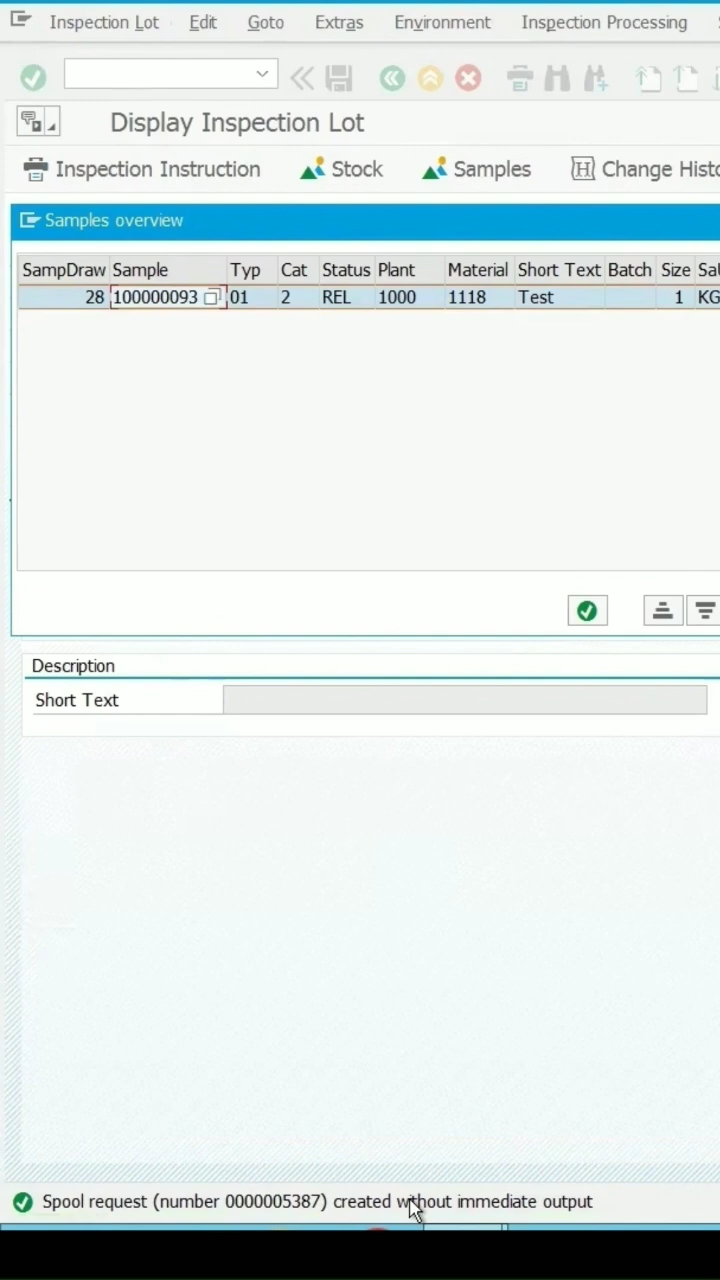 Inspection Lot Edit Goto Extras Environment Inspection Processing
Display Inspection Lot
Inspection Instruction Stock Samples Change Histo
Samples overview
SampDraw Sample Typ Cat Status Plant Material Short Text Batch Size
28 100000093 01 2 REL 1000 1118 Test 1 KG
Description
Short Text
Spool request (number 0000005387) created without immediate output